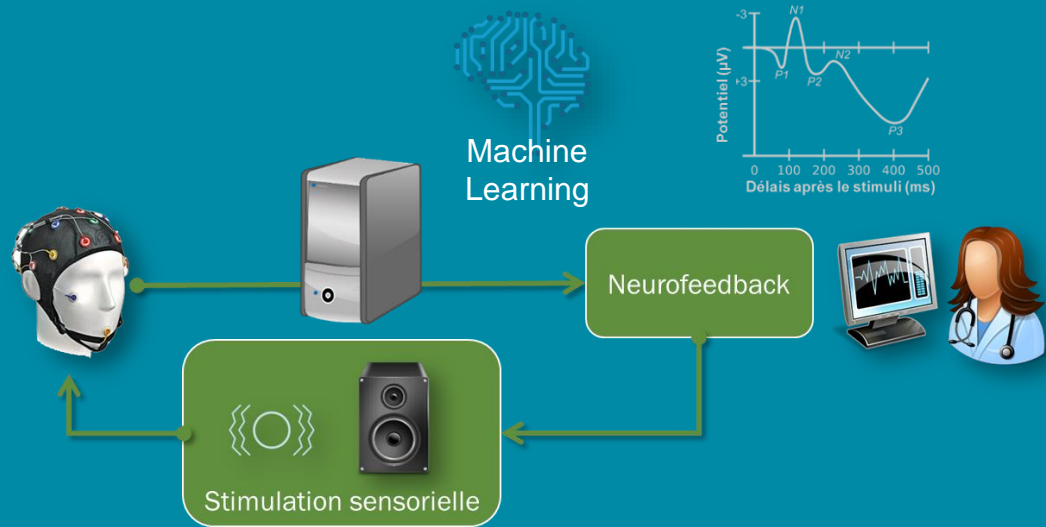 Machine
Learning
-3
+3
Potentiel (µV)
N1
P1
P2
N2
P3
0 100 200 300 400 500
Délais après le stimuli (ms)
Neurofeedback
Stimulation sensorielle